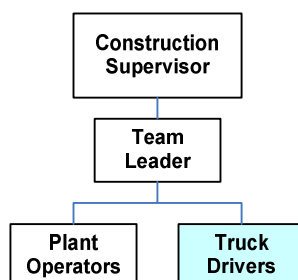 Construction
Supervisor
Team
Leader
Plant
Operators
Truck
Drivers